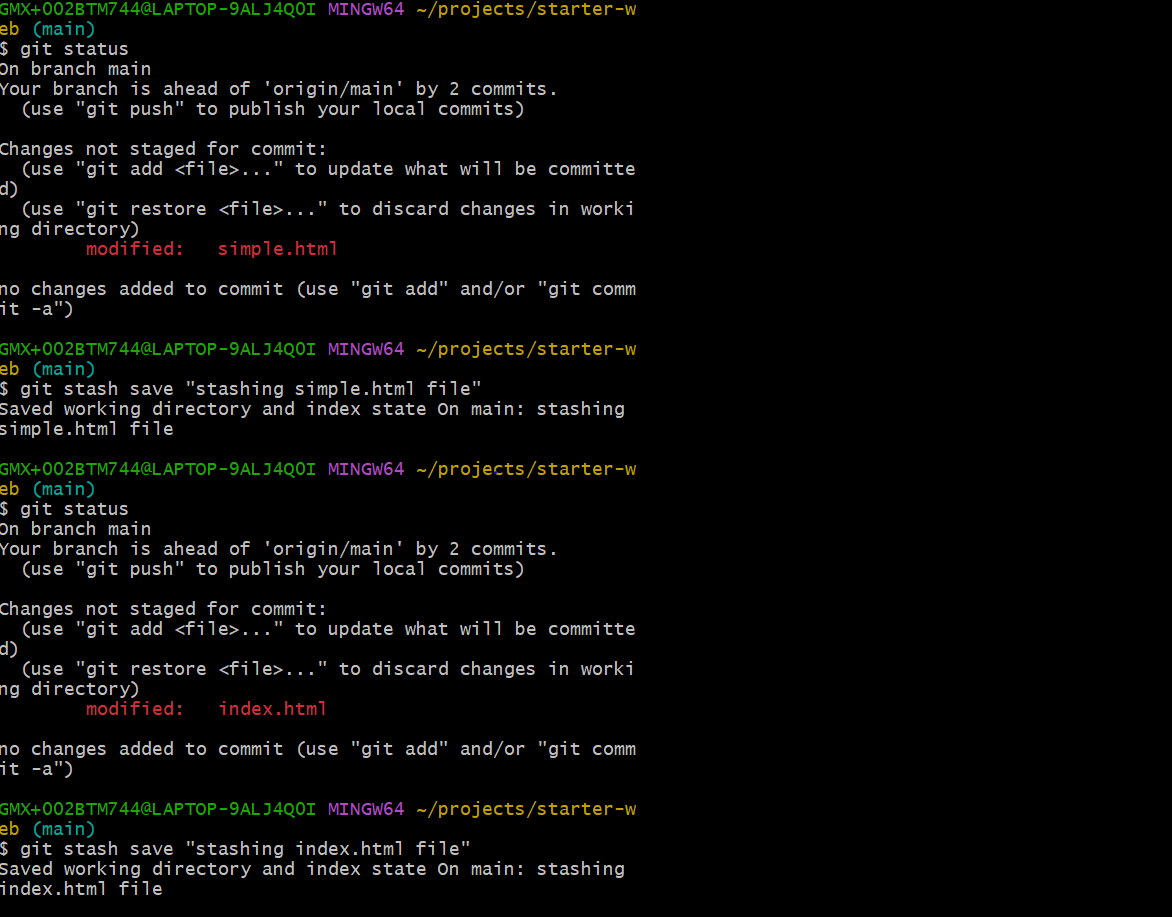 GMX+002BTM744@LAPTOP-9ALJ4Q0I MINGW64 ~/projects/starter-w
eb (main)
$ git status
On branch main
Your branch is ahead of 'origin/main' by 2 commits.
  (use "git push" to publish your local commits)

Changes not staged for commit:
  (use "git add <file>..." to update what will be committe
d)
  (use "git restore <file>..." to discard changes in worki
ng directory)
        modified:   simple.html

no changes added to commit (use "git add" and/or "git comm
it -a")

GMX+002BTM744@LAPTOP-9ALJ4Q0I MINGW64 ~/projects/starter-w
eb (main)
$ git stash save "stashing simple.html file"
Saved working directory and index state On main: stashing
simple.html file

GMX+002BTM744@LAPTOP-9ALJ4Q0I MINGW64 ~/projects/starter-w
eb (main)
$ git status
On branch main
Your branch is ahead of 'origin/main' by 2 commits.
  (use "git push" to publish your local commits)

Changes not staged for commit:
  (use "git add <file>..." to update what will be committe
d)
  (use "git restore <file>..." to discard changes in worki
ng directory)
        modified:   index.html

no changes added to commit (use "git add" and/or "git comm
it -a")

GMX+002BTM744@LAPTOP-9ALJ4Q0I MINGW64 ~/projects/starter-w
eb (main)
$ git stash save "stashing index.html file"
Saved working directory and index state On main: stashing
index.html file